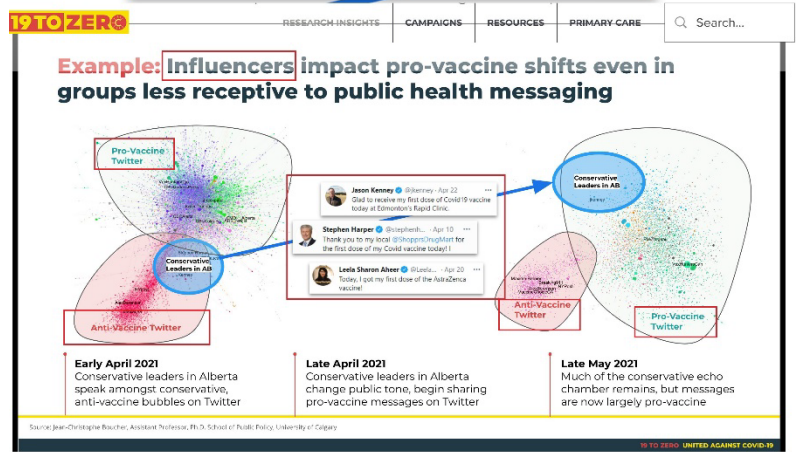 19 TO ZERO
RESEARCH INSIGHTS
CAMPAIGNS
RESOURCES
PRIMARY CARE
Search...
Example: Influencers impact pro-vaccine shifts even in
groups less receptive to public health messaging
Pro-Vaccine
Twitter
Conservative
Leaders in AB
Anti-Vaccine Twitter
Jason Kenney @jkenney · Apr 22
Glad to receive my first dose of Covid19 vaccine
today at Edmonton's Rapid Clinic.
Stephen Harper @stephenh... · Apr 10
Thank you to my local @ShopprsDrugMart for
the first dose of my Covid vaccine today! I
Leela Sharon Aheer @Leela... · Apr 20
Today, I got my first dose of the AstraZenca
vaccine!
Conservative
Leaders in AB
Anti-Vaccine
Twitter
Pro-Vaccine
Twitter
Early April 2021
Conservative leaders in Alberta
speak amongst conservative,
anti-vaccine bubbles on Twitter
Late April 2021
Conservative leaders in Alberta
change public tone, begin sharing
pro-vaccine messages on Twitter
Late May 2021
Much of the conservative echo
chamber remains, but messages
are now largely pro-vaccine
Source: Jean-Christophe Boucher, Assistant Professor, Ph.D. School of Public Policy, University of Calgary
19 TO ZERO UNITED AGAINST COVID-19